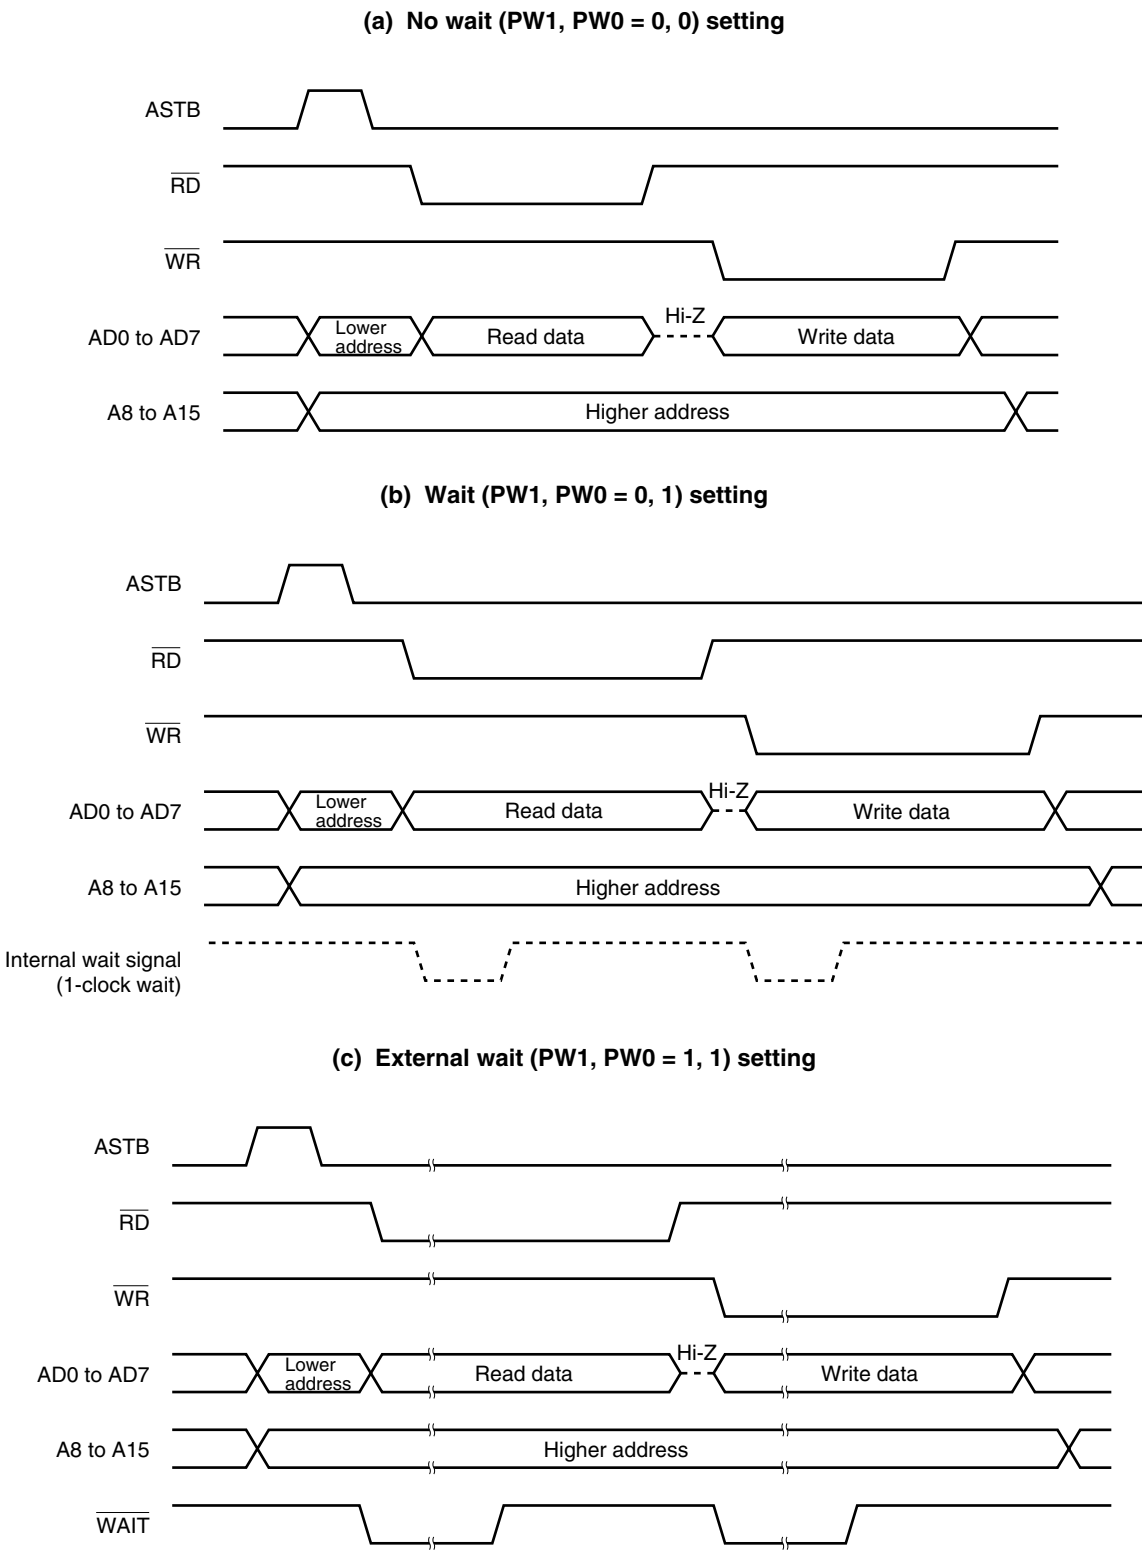 (a) No wait (PW1, PW0 = 0, 0) setting
ASTB
RD
WR
AD0 to AD7
Lower
address
Read data
Hi-Z
Write data
A8 to A15
Higher address
(b) Wait (PW1, PW0 = 0, 1) setting
ASTB
RD
WR
AD0 to AD7
Lower
address
Read data
Hi-Z
Write data
A8 to A15
Higher address
Internal wait signal
(1-clock wait)
(c) External wait (PW1, PW0 = 1, 1) setting
ASTB
RD
WR
AD0 to AD7
Lower
address
Read data
Hi-Z
Write data
A8 to A15
Higher address
WAIT